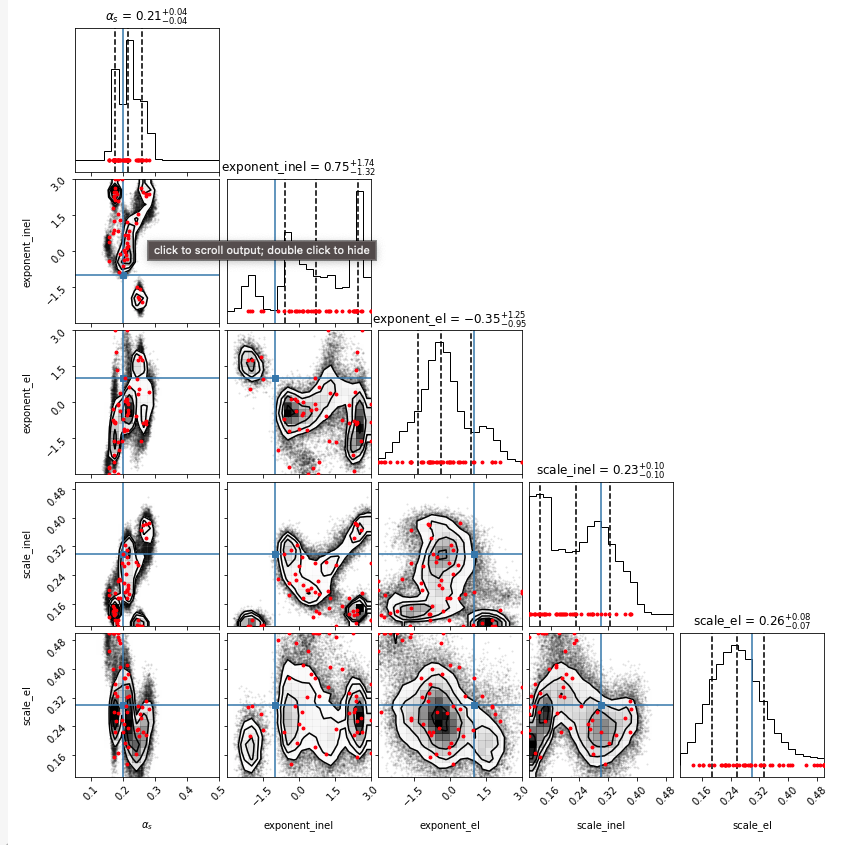 α_s = 0.21^{+0.04}_{-0.04}
exponent_inel = 0.75^{+1.74}_{-1.32}
3.0
1.5
0.0
−1.5
exponent_inel
click to scroll output; double click to hide
exponent_el = −0.35^{+1.25}_{-0.95}
3.0
1.5
0.0
−1.5
exponent_el
scale_inel = 0.23^{+0.10}_{-0.10}
0.48
0.40
0.32
0.24
0.16
scale_inel
scale_el = 0.26^{+0.08}_{-0.07}
0.48
0.40
0.32
0.24
0.16
scale_el
0.1 0.2 0.3 0.4 0.5 −1.5 0.0 1.5 3.0 −1.5 0.0 1.5 3.0 0.16 0.24 0.32 0.40 0.48 0.16 0.24 0.32 0.40 0.48
α_s exponent_inel exponent_el scale_inel scale_el